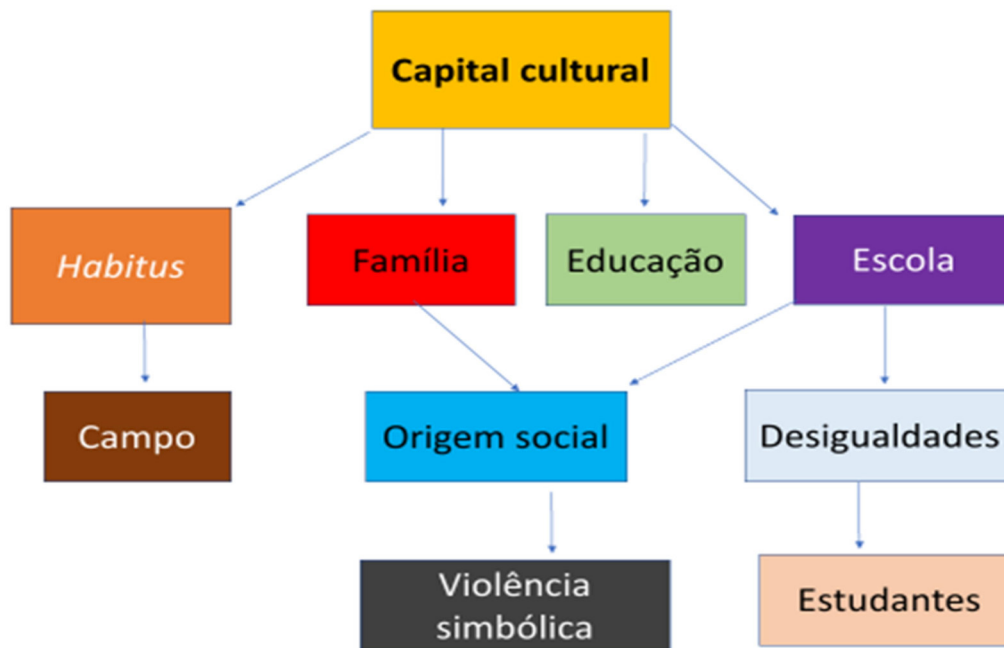 Capital cultural
Habitus
Família
Educação
Escola
Campo
Origem social
Desigualdades
Violência
simbólica
Estudantes